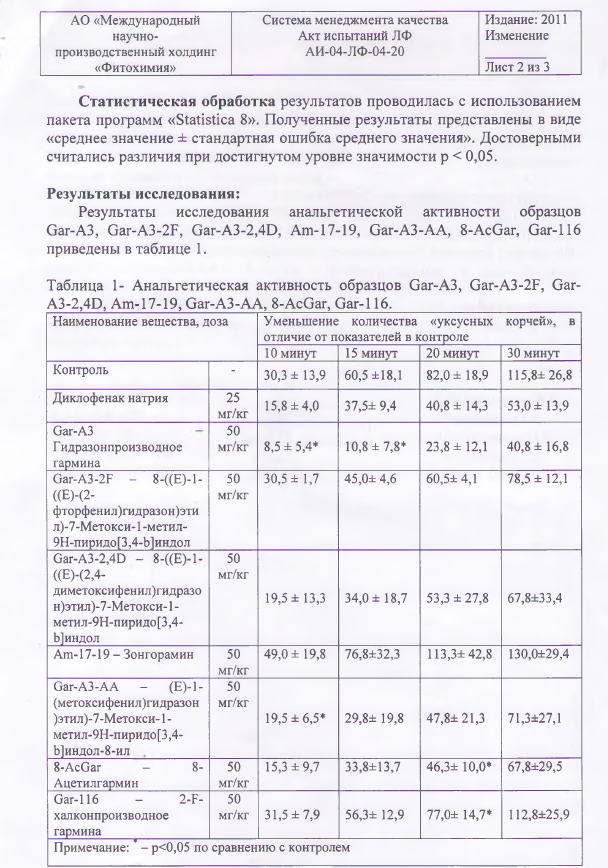 АО «Международный
научно-
производственный холдинг
«Фитохимия»
Система менеджмента качества
Акт испытаний ЛФ
АИ-04-ЛФ-04-20
Издание: 2011
Изменение
Лист 2 из 3
Статистическая обработка результатов проводилась с использованием
пакета программ «Statistica 8». Полученные результаты представлены в виде
«среднее значение ± стандартная ошибка среднего значения». Достоверными
считались различия при достигнутом уровне значимости p < 0,05.
Результаты исследования:
Результаты исследования анальгетической активности образцов
Gar-A3, Gar-A3-2F, Gar-A3-2,4D, Am-17-19, Gar-A3-AA, 8-AcGar, Gar-116
приведены в таблице 1.
Таблица 1- Анальгетическая активность образцов Gar-A3, Gar-A3-2F, Gar-
A3-2,4D, Am-17-19, Gar-A3-AA, 8-AcGar, Gar-116.
Наименование вещества, доза
Уменьшение количества «уксусных корчей», в
отличие от показателей в контроле
10 минут 15 минут 20 минут 30 минут
Контроль - 30,3 ± 13,9 60,5 ±18,1 82,0 ± 18,9 115,8± 26,8
Диклофенак натрия 25
мг/кг 15,8 ± 4,0 37,5± 9,4 40,8 ± 14,3 53,0 ± 13,9
Gar-A3 – 50
Гидразонпроизводное мг/кг 8,5 ± 5,4* 10,8 ± 7,8* 23,8 ± 12,1 40,8 ± 16,8
гармина
Gar-A3-2F – 8-((E)-1- 50 30,5 ± 1,7 45,0± 4,6 60,5± 4,1 78,5 ± 12,1
((E)-(2- мг/кг
фторфенил)гидразон)эти
л)-7-Метокси-1-метил-
9H-пиридо[3,4-b]индол
Gar-A3-2,4D – 8-((E)-1- 50
((E)-(2,4- мг/кг
диметоксифенил)гидразо
н)этил)-7-Метокси-1- 19,5 ± 13,3 34,0 ± 18,7 53,3 ± 27,8 67,8±33,4
метил-9H-пиридо[3,4-
b]индол
Am-17-19 – Зонгорамин 50 49,0 ± 19,8 76,8±32,3 113,3± 42,8 130,0±29,4
мг/кг
Gar-A3-AA – (E)-1- 50
(метоксифенил)гидразон мг/кг
)этил)-7-Метокси-1- 19,5 ± 6,5* 29,8± 19,8 47,8± 21,3 71,3±27,1
метил-9H-пиридо[3,4-
b]индол-8-ил
8-AcGar – 8- 50 15,3 ± 9,7 33,8±13,7 46,3± 10,0* 67,8±29,5
Ацетилгармин мг/кг
Gar-116 – 2-F- 50
халконпроизводное мг/кг 31,5 ± 7,9 56,3± 12,9 77,0± 14,7* 112,8±25,9
гармина
Примечание: * – p<0,05 по сравнению с контролем